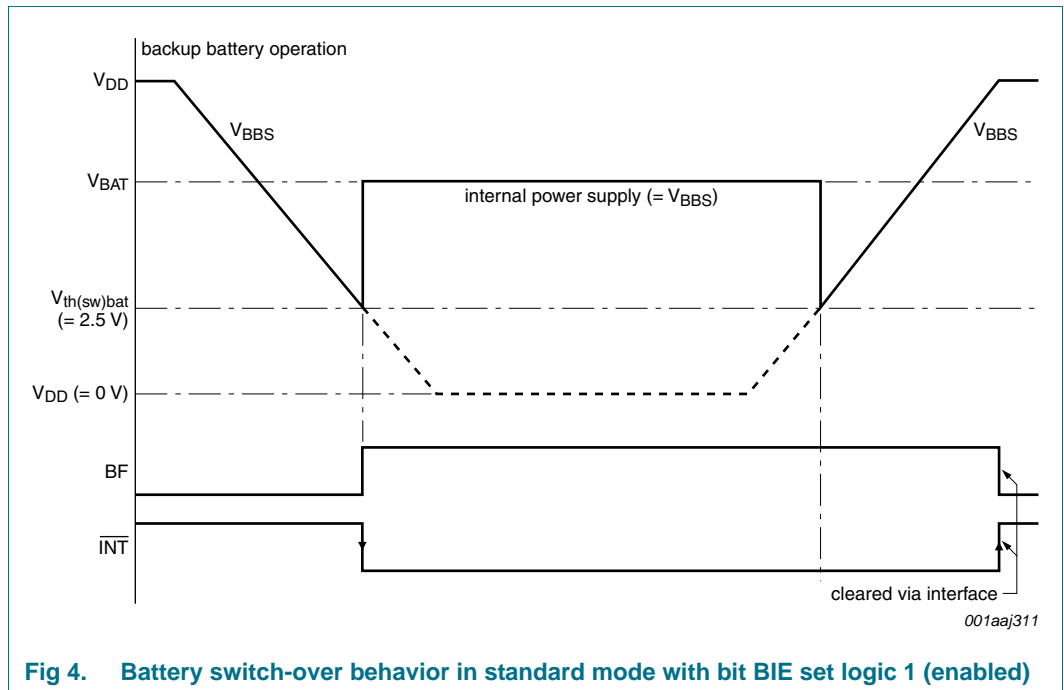 backup battery operation
VDD
VBBS
VBBS
VBAT
internal power supply (= VBBS)
Vth(sw)bat
(= 2.5 V)
VDD (= 0 V)
BF
INT
cleared via interface
001aaj311
Fig 4. Battery switch-over behavior in standard mode with bit BIE set logic 1 (enabled)